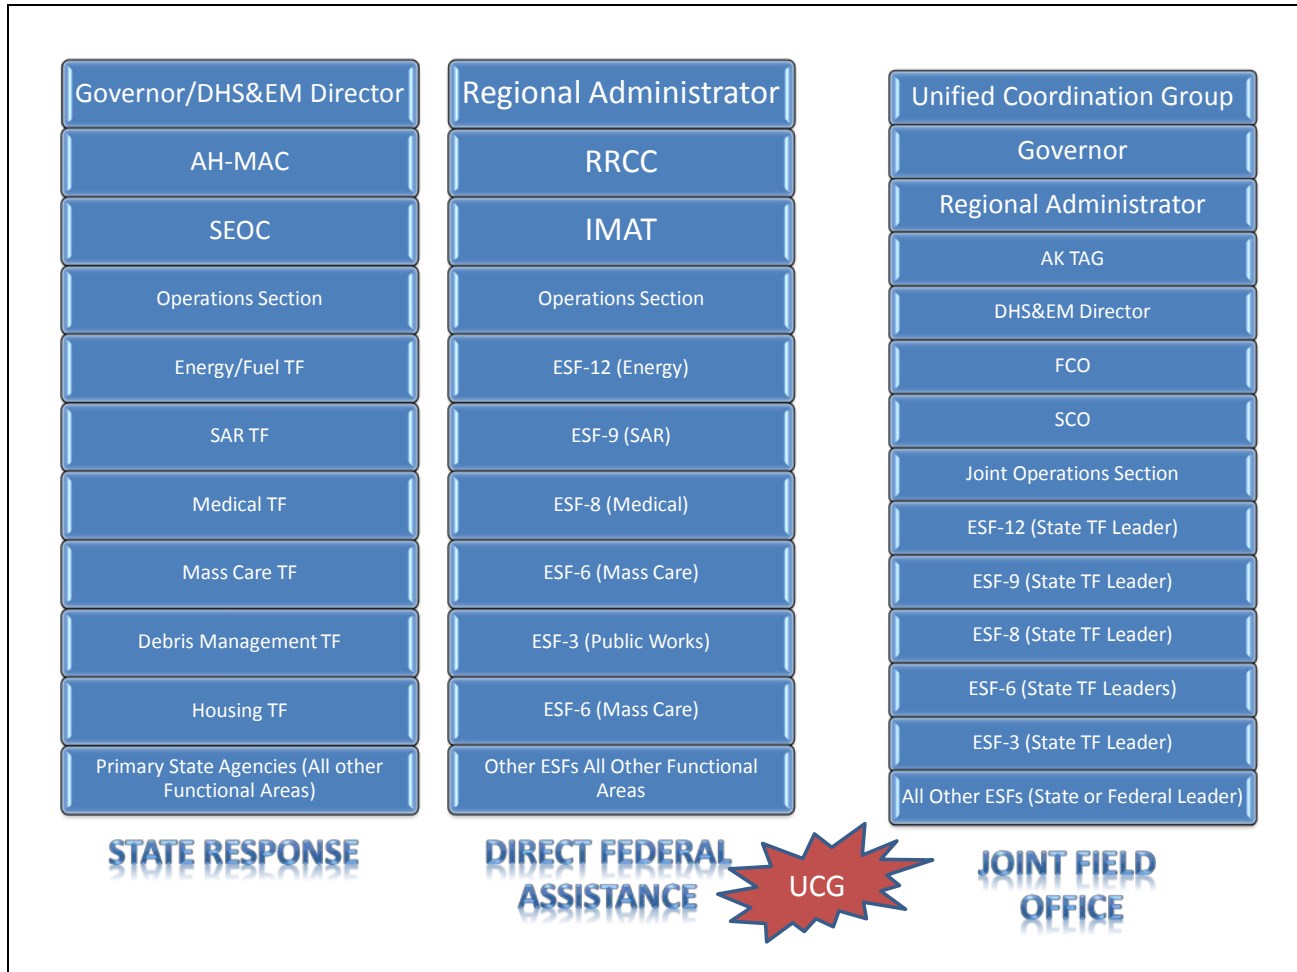 Governor/DHS&EM Director
AH-MAC
SEOC
Operations Section
Energy/Fuel TF
SAR TF
Medical TF
Mass Care TF
Debris Management TF
Housing TF
Primary State Agencies (All other
Functional Areas)
STATE RESPONSE
Regional Administrator
RRCC
IMAT
Operations Section
ESF-12 (Energy)
ESF-9 (SAR)
ESF-8 (Medical)
ESF-6 (Mass Care)
ESF-3 (Public Works)
ESF-6 (Mass Care)
Other ESFs All Other Functional
Areas
DIRECT FEDERAL
ASSISTANCE
UCG
Unified Coordination Group
Governor
Regional Administrator
AK TAG
DHS&EM Director
FCO
SCO
Joint Operations Section
ESF-12 (State TF Leader)
ESF-9 (State TF Leader)
ESF-8 (State TF Leader)
ESF-6 (State TF Leaders)
ESF-3 (State TF Leader)
All Other ESFs (State or Federal Leader)
JOINT FIELD
OFFICE